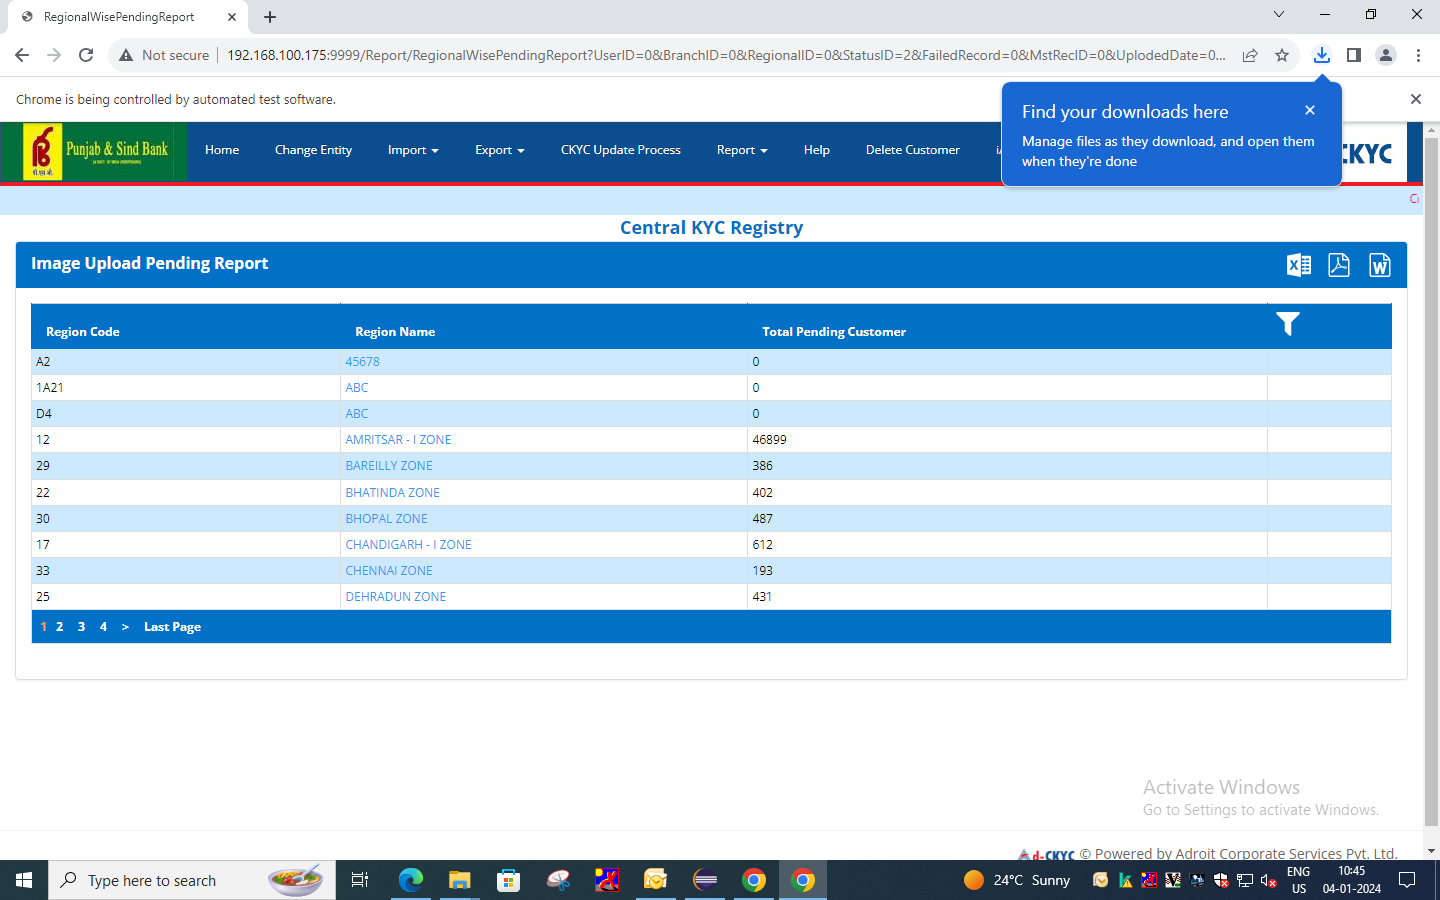 RegionalWisePendingReport
Not secure
192.168.100.175:9999/Report/RegionalWisePendingReport?UserID=0&BranchID=0&RegionalID=0&StatusID=2&FailedRecord=0&MstRecID=0&UplodedDate=0...
Chrome is being controlled by automated test software.
Find your downloads here
Manage files as they download, and open them
when they're done
Punjab & Sind Bank
पी.एस.बी.
Home Change Entity Import Export CKYC Update Process Report Help Delete Customer
CKYC
Central KYC Registry
Image Upload Pending Report
Region Code Region Name Total Pending Customer
A2 45678 0
1A21 ABC 0
D4 ABC 0
12 AMRITSAR - I ZONE 46899
29 BAREILLY ZONE 386
22 BHATINDA ZONE 402
30 BHOPAL ZONE 487
17 CHANDIGARH - I ZONE 612
33 CHENNAI ZONE 193
25 DEHRADUN ZONE 431
1 2 3 4 > Last Page
Activate Windows
Go to Settings to activate Windows.
d-CKYC © Powered by Adroit Corporate Services Pvt. Ltd.
Type here to search
24°C Sunny
ENG
US
10:45
04-01-2024